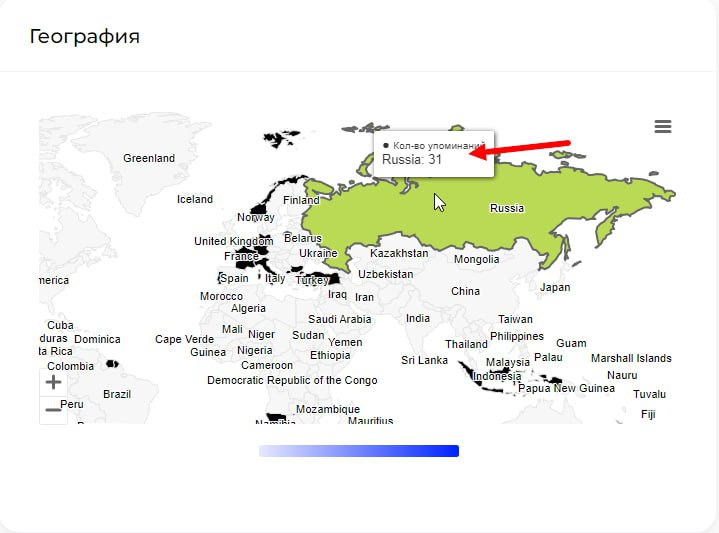 География
Кол-во упоминаний
Russia: 31
Greenland
Iceland
Finland
Norway
Russia
United Kingdom
Belarus
France
Ukraine
Kazakhstan
Mongolia
Spain
Italy
Turkey
Uzbekistan
merica
Morocco
Iraq
Iran
China
Japan
Algeria
Saudi Arabia
India
Taiwan
Cuba
Mali
Niger
Sudan
Yemen
Philippines
Guam
duras
Dominica
Cape Verde
ta Rica
Guinea
Nigeria
Ethiopia
Thailand
Palau
Marshall Islands
Colombia
Cameroon
Sri Lanka
Malaysia
Nauru
Democratic Republic of the Congo
Indonesia
+
Brazil
Papua New Guinea
Tuvalu
−
Peru
Mozambique
Fiji
Namibia
Mauritius